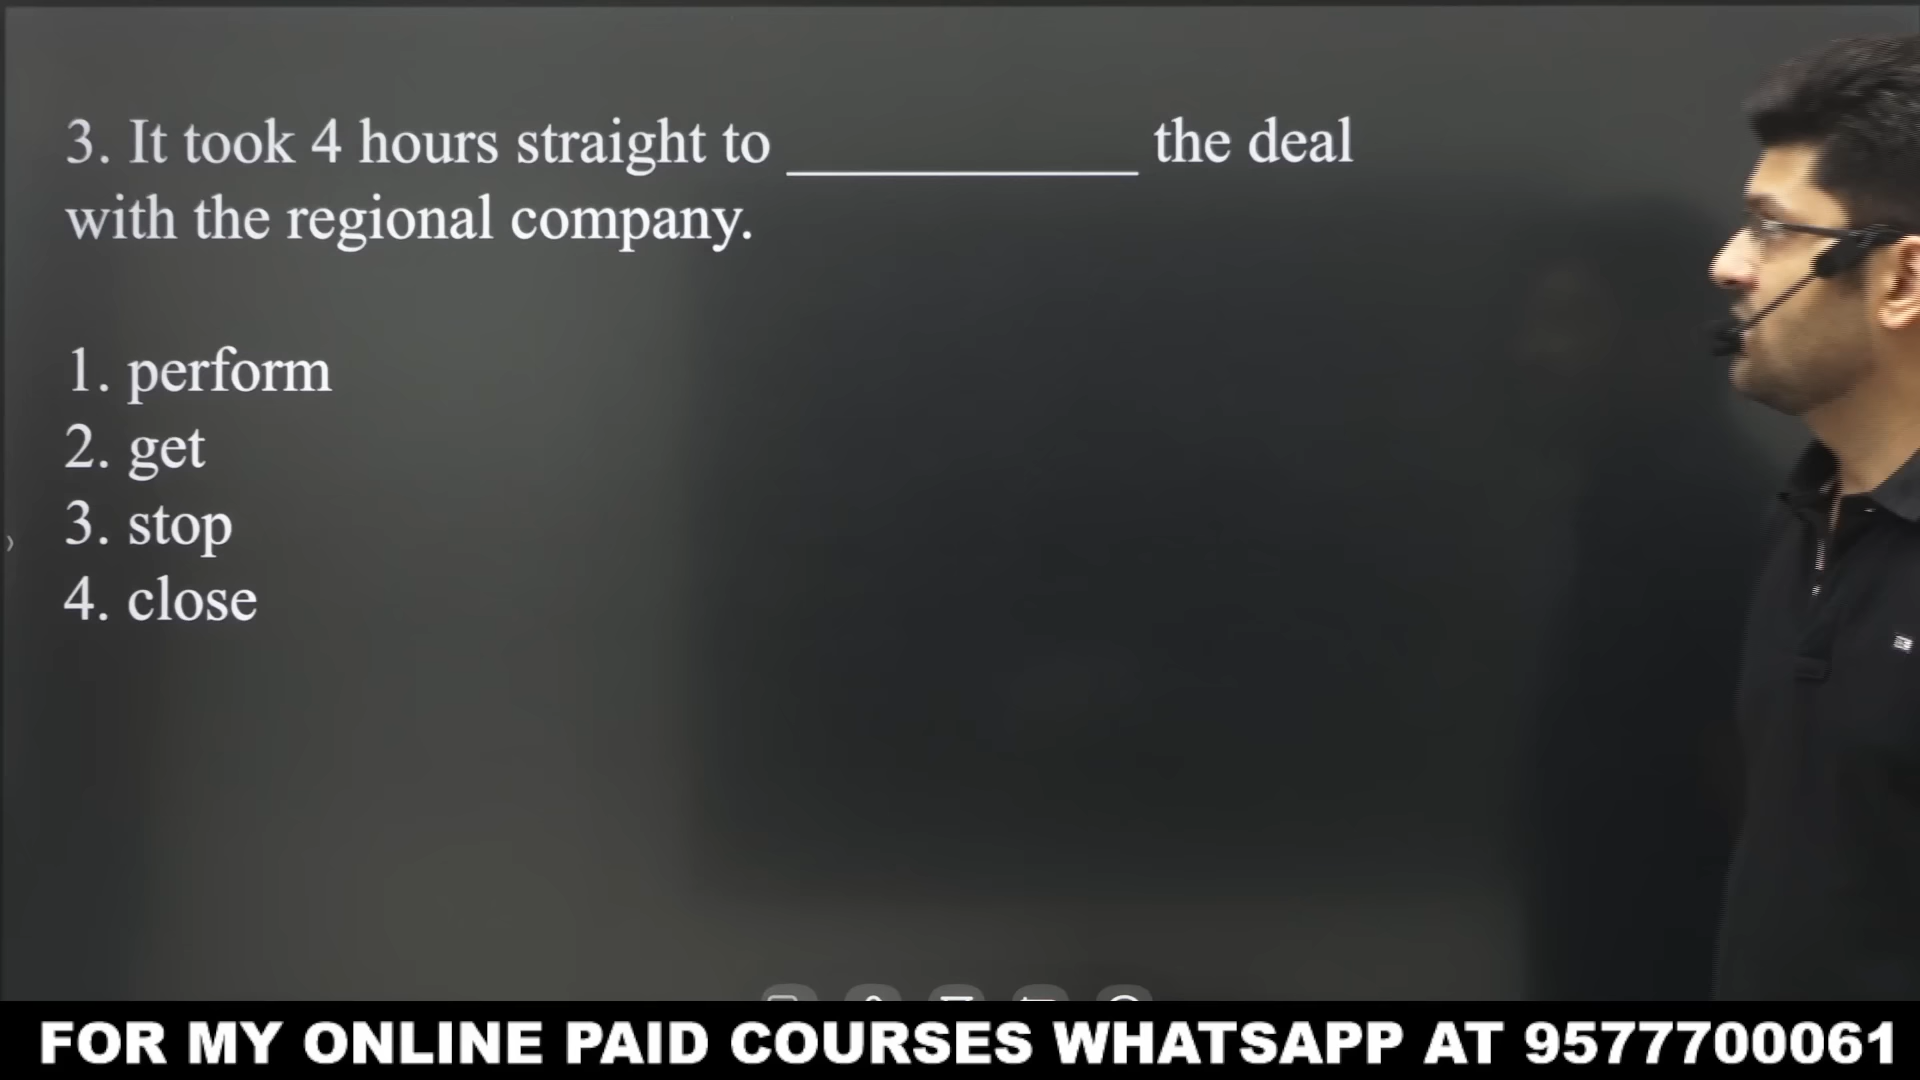 3. It took 4 hours straight to ____________ the deal
with the regional company.
1. perform
2. get
3. stop
4. close
FOR MY ONLINE PAID COURSES WHATSAPP AT 9577700061